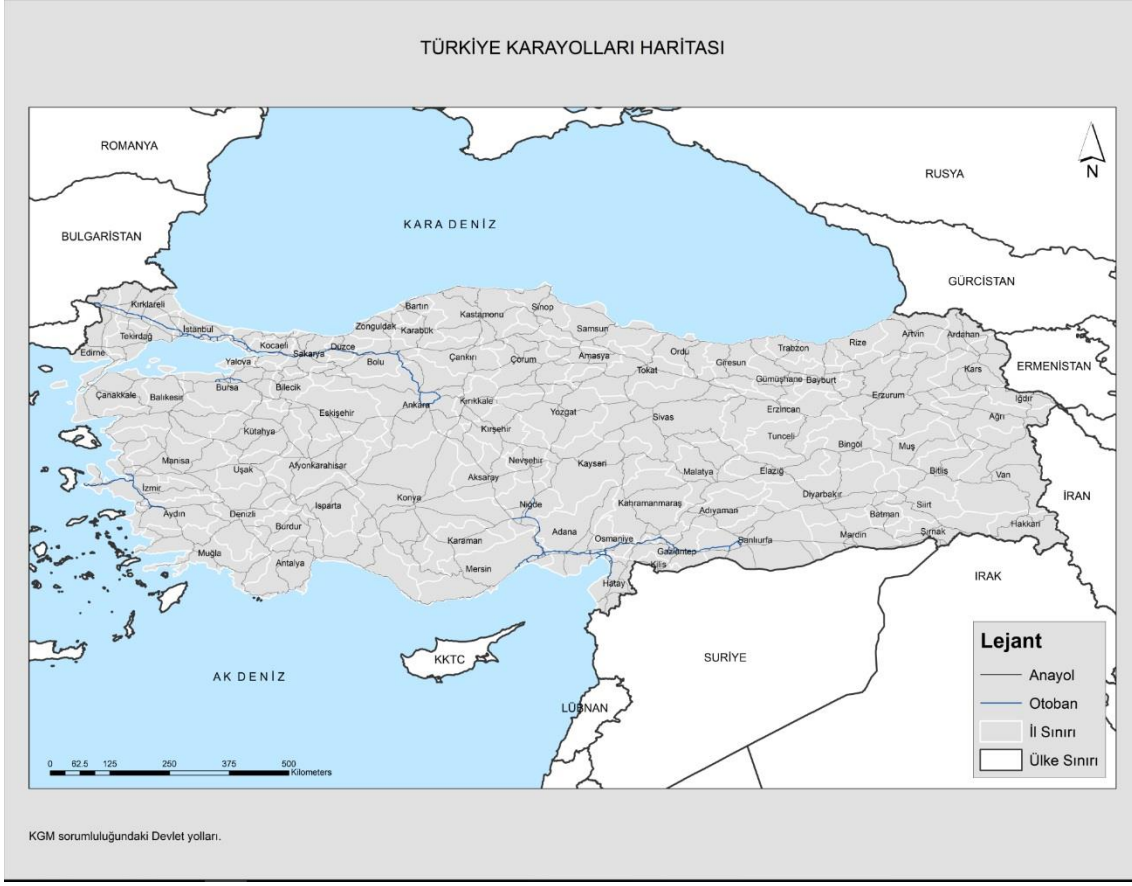 TÜRKİYE KARAYOLLARI HARİTASI
ROMANYA
N
RUSYA
KARA DENİZ
BULGARİSTAN
GÜRCİSTAN
Kırklareli
Bartın
Sinop
Kastamonu
Zonguldak
Karabük
Samsun
İstanbul
Tekirdağ
Artvin
Ardahan
Kocaeli
Sakarya
Düzce
Rize
Trabzon
Edirne
Yalova
Bolu
Çankırı
Çorum
Amasya
Ordu
Giresun
ERMENİSTAN
Tokat
Kars
Gümüşhane
Bayburt
Bursa
Bilecik
Çanakkale
Balıkesir
Erzurum
Iğdır
Ankara
Kırıkkale
Eskişehir
Yozgat
Sivas
Erzincan
Ağrı
Kütahya
Kırşehir
Tunceli
Bingöl
Muş
Manisa
Uşak
Afyonkarahisar
Nevşehir
Kayseri
Malatya
Elazığ
Bitlis
Van
Aksaray
İzmir
Konya
Diyarbakır
İRAN
Isparta
Niğde
Kahramanmaraş
Adıyaman
Siirt
Batman
Aydın
Denizli
Burdur
Hakkari
Adana
Osmaniye
Karaman
Şanlıurfa
Mardin
Şırnak
Muğla
Antalya
Gaziantep
Kilis
Mersin
Hatay
IRAK
KKTC
SURİYE
AK DENİZ
LÜBNAN
Lejant
Anayol
Otoban
İl Sınırı
Ülke Sınırı
0 62.5 125 250 375 500
Kilometers
KGM sorumluluğundaki Devlet yolları.